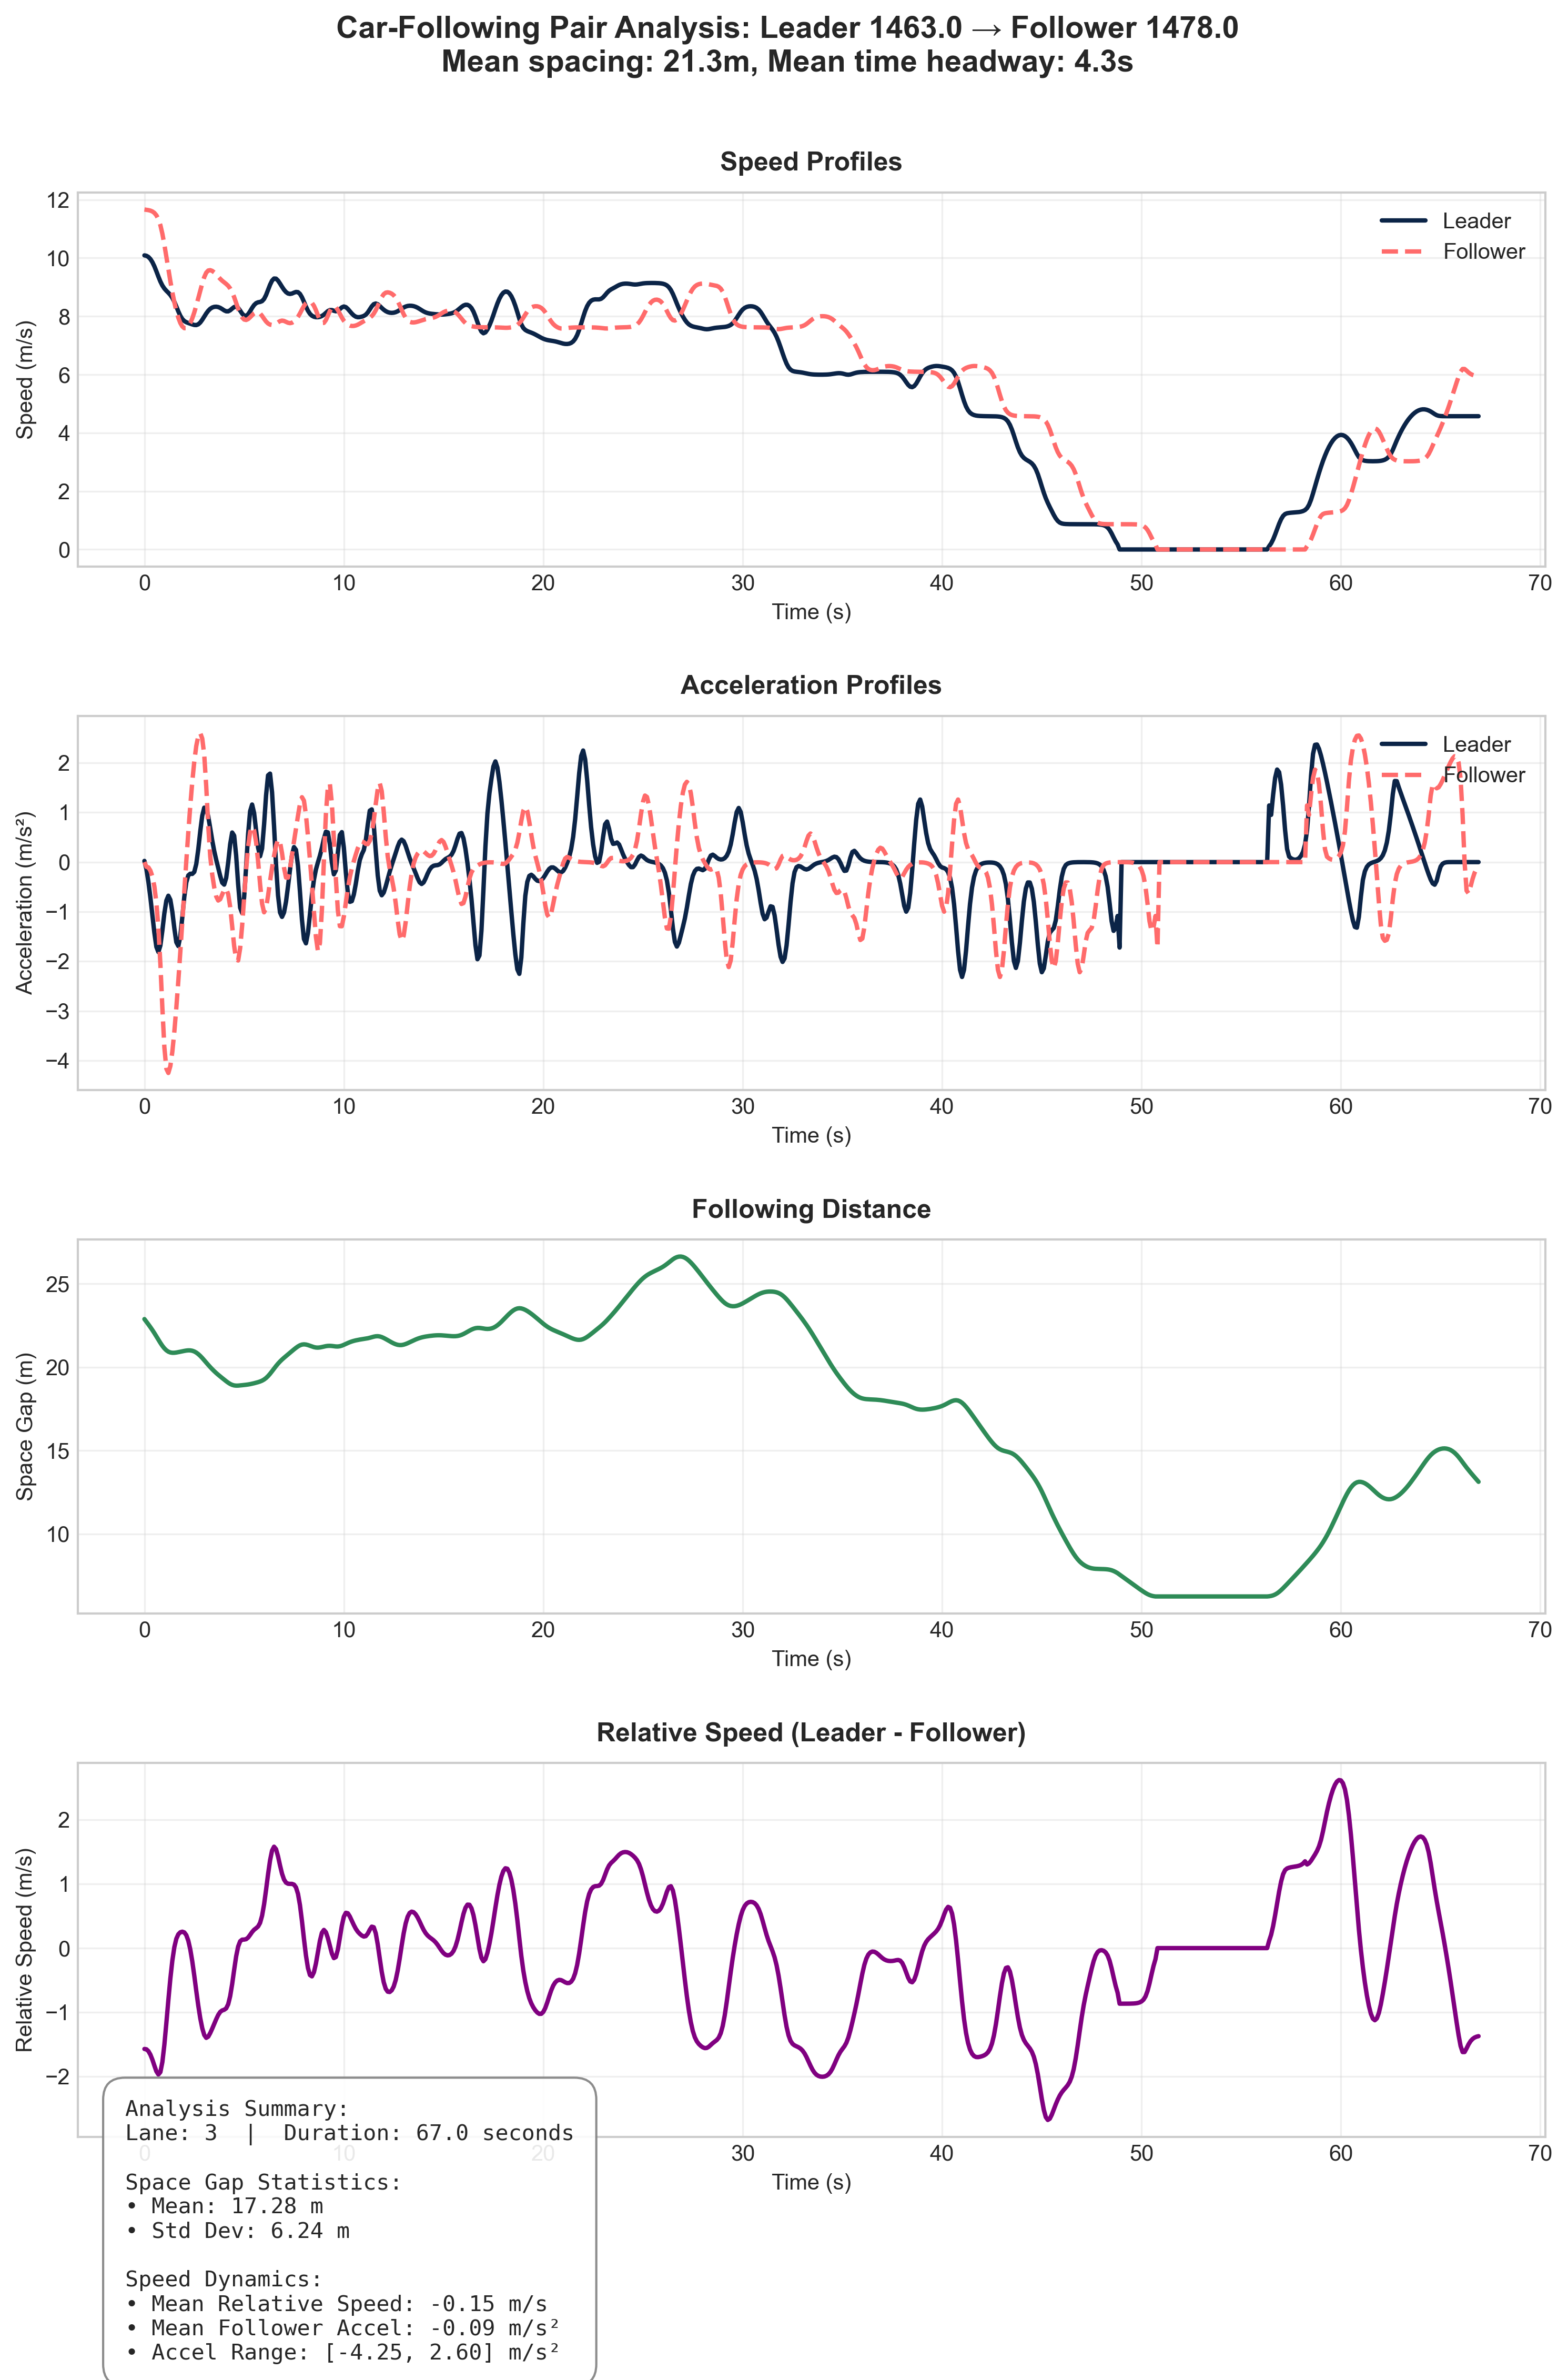 Car-Following Pair Analysis: Leader 1463.0 → Follower 1478.0
Mean spacing: 21.3m, Mean time headway: 4.3s
Speed Profiles
12
10
8
6
4
2
0
Speed (m/s)
Leader
Follower
0 10 20 30 40 50 60 70
Time (s)
Acceleration Profiles
2
1
0
−1
−2
−3
−4
Acceleration (m/s²)
Leader
Follower
0 10 20 30 40 50 60 70
Time (s)
Following Distance
25
20
15
10
Space Gap (m)
0 10 20 30 40 50 60 70
Time (s)
Relative Speed (Leader - Follower)
2
1
0
−1
−2
Relative Speed (m/s)
0 10 20 30 40 50 60 70
Time (s)
Analysis Summary:
Lane: 3 | Duration: 67.0 seconds
Space Gap Statistics:
• Mean: 17.28 m
• Std Dev: 6.24 m
Speed Dynamics:
• Mean Relative Speed: -0.15 m/s
• Mean Follower Accel: -0.09 m/s²
• Accel Range: [-4.25, 2.60] m/s²